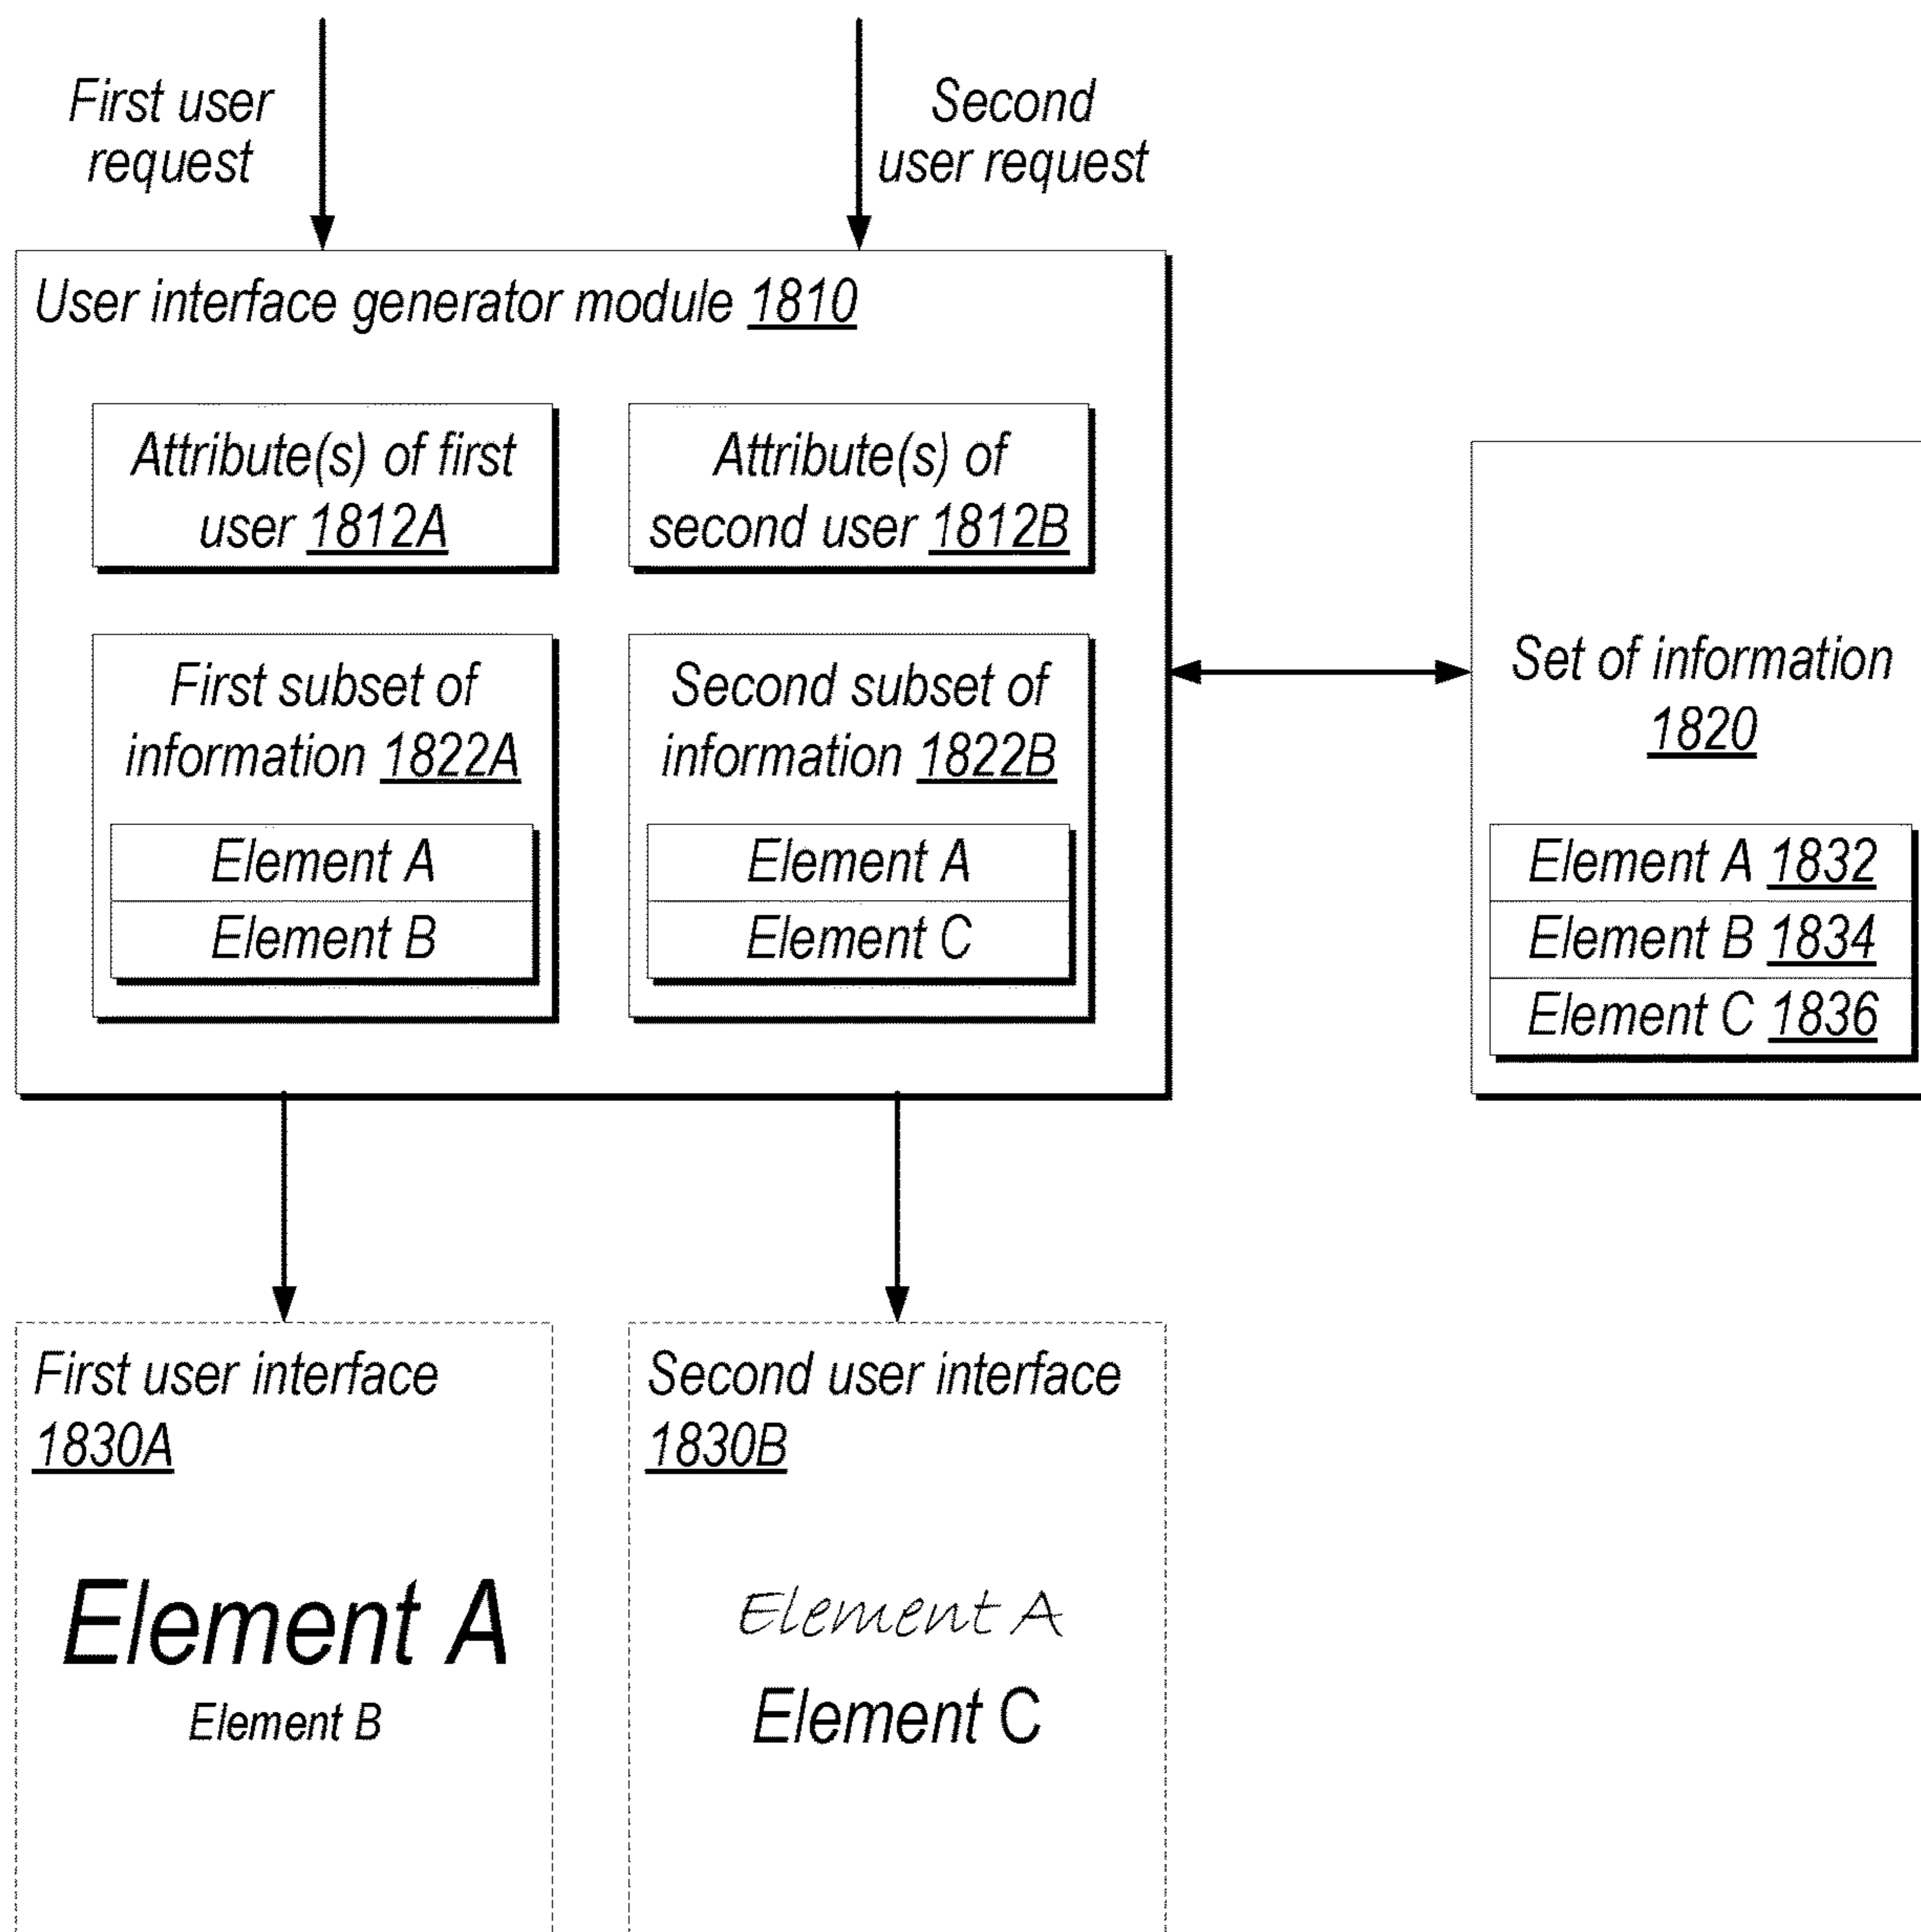 First user
request
Second
user request
User interface generator module 1810
Attribute(s) of first
user 1812A
Attribute(s) of
second user 1812B
First subset of
information 1822A
Element A
Element B
Second subset of
information 1822B
Element A
Element C
Set of information
1820
Element A 1832
Element B 1834
Element C 1836
First user interface
1830A
Element A
Element B
Second user interface
1830B
Element A
Element C